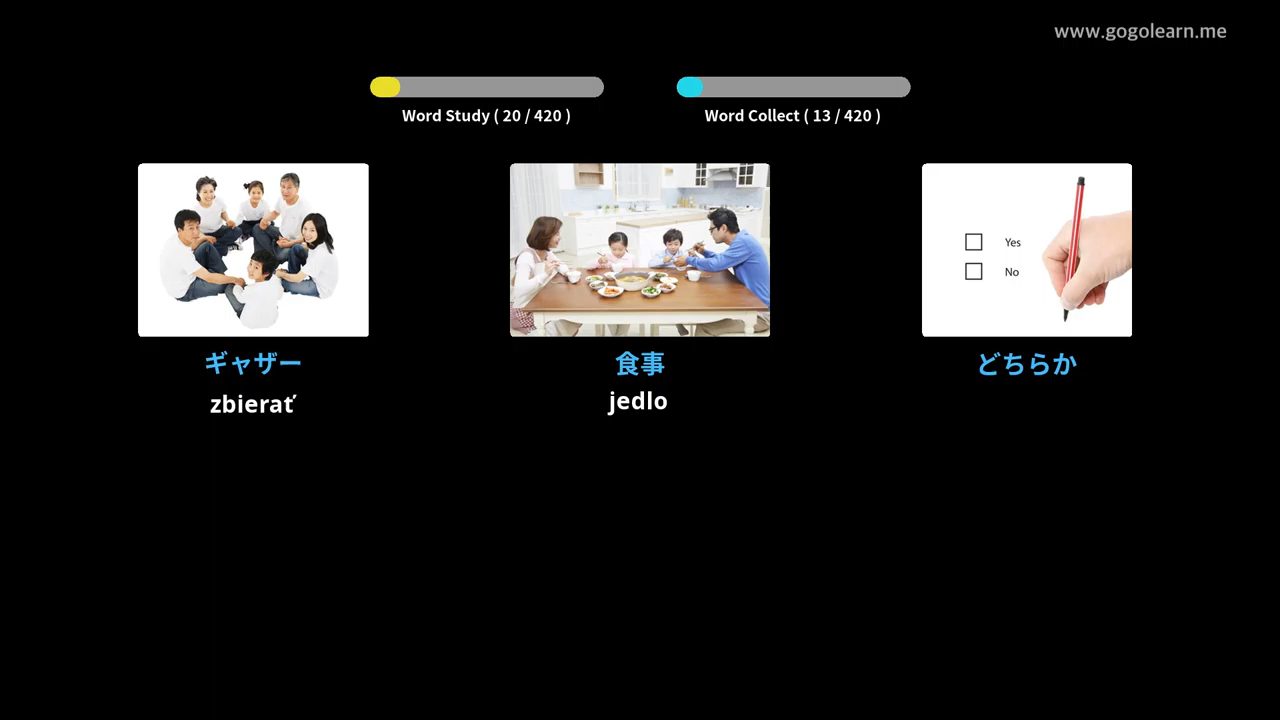 www.gogolearn.me
Word Study ( 20 / 420 )
Word Collect ( 13 / 420 )
Yes
No
ギャザー
食事
どちらか
zbierať
jedlo